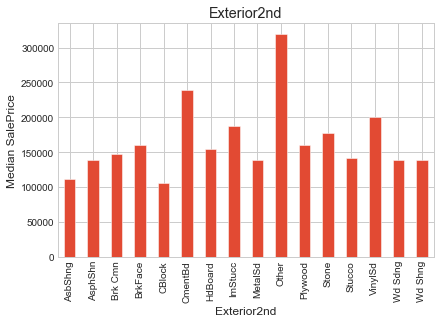 Exterior2nd
Median SalePrice
300000
250000
200000
150000
100000
50000
0
AsbShng
AsphShn
Brk Cmn
BrkFace
CBlock
CmentBd
HdBoard
ImStucc
MetalSd
Other
Plywood
Stone
Stucco
VinylSd
Wd Sdng
Wd Shng
Exterior2nd